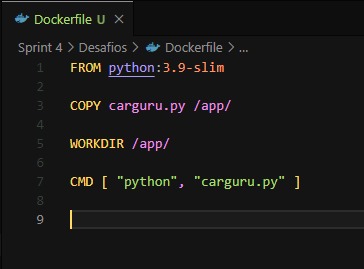 Dockerfile U
Sprint 4 > Desafios > Dockerfile > ...
1 FROM python:3.9-slim
2
3 COPY carguru.py /app/
4
5 WORKDIR /app/
6
7 CMD [ "python", "carguru.py" ]
8
9